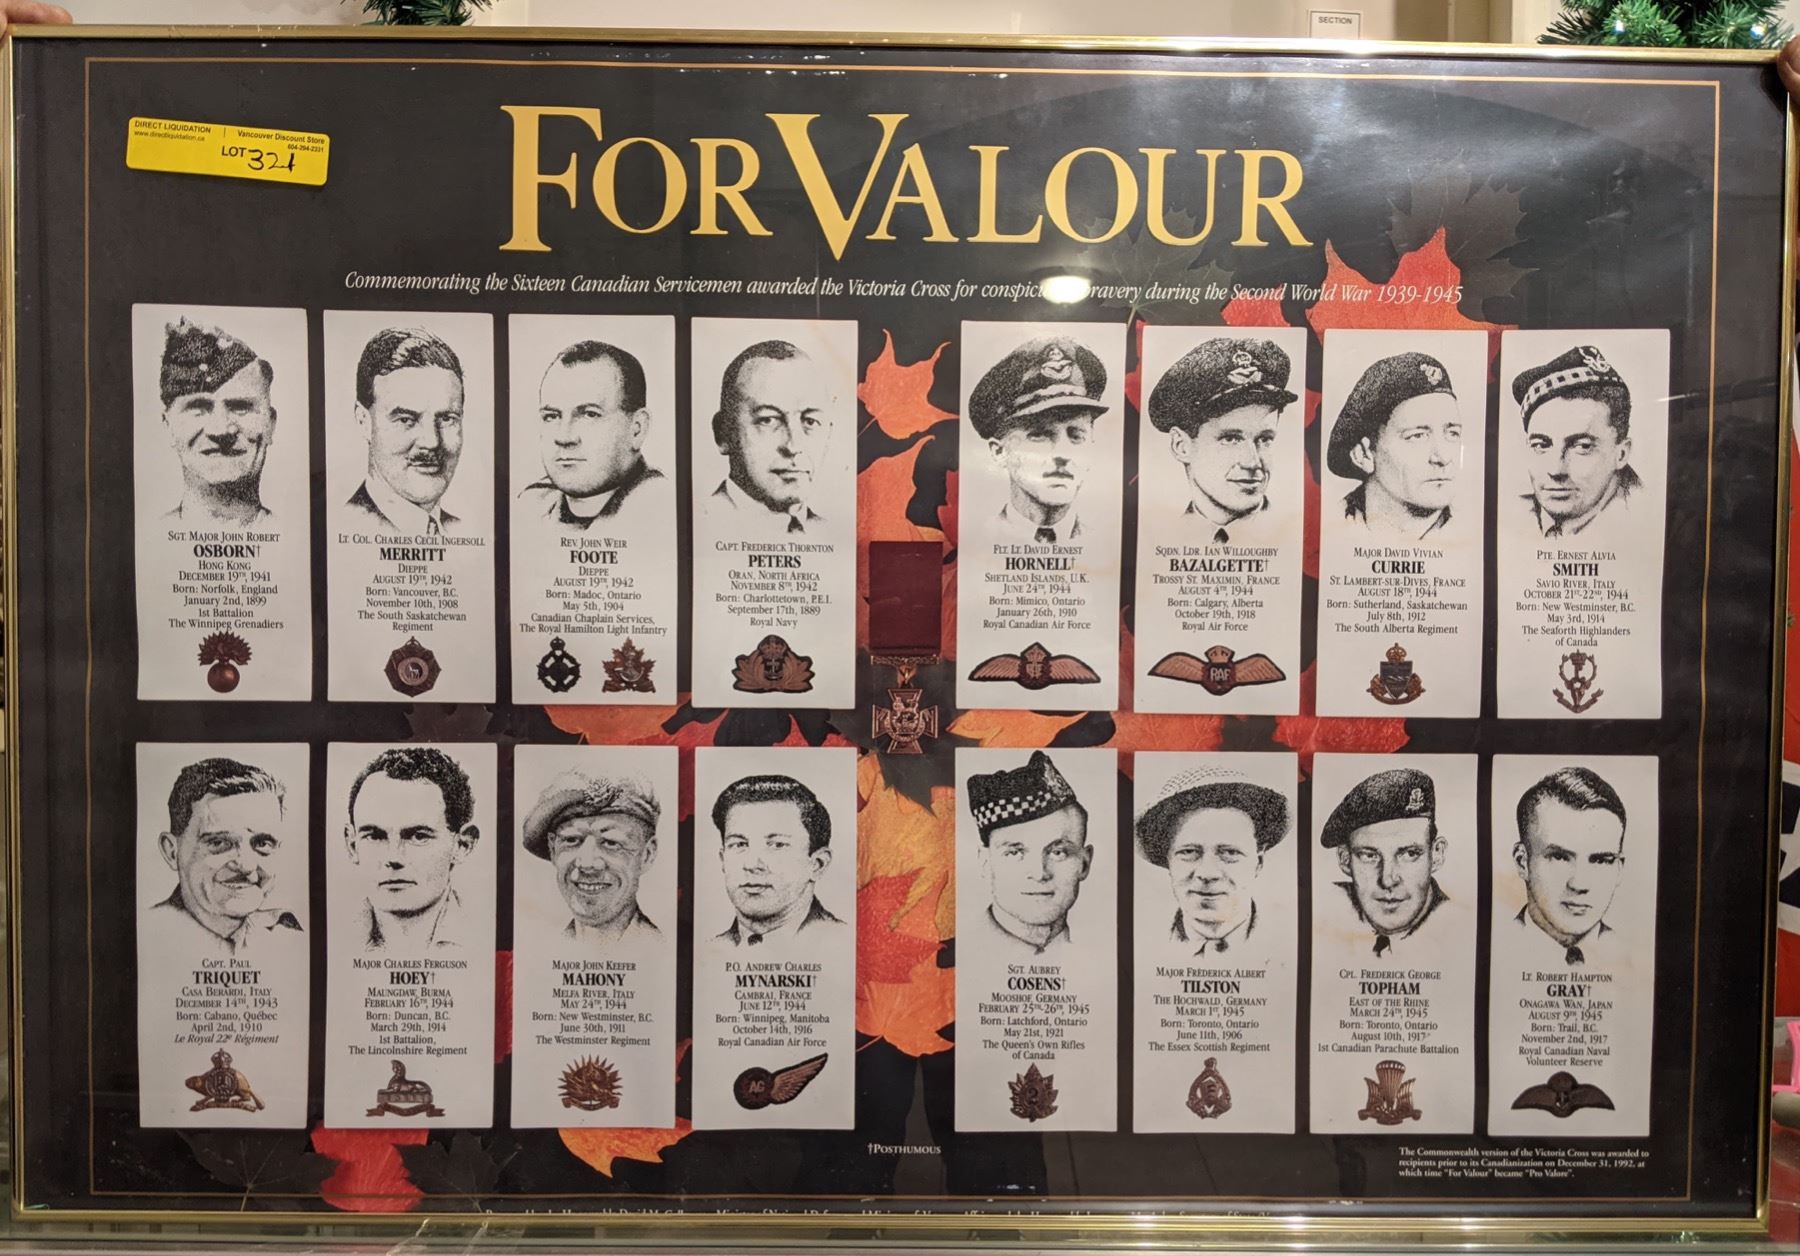 SECTION
DIRECT LIQUIDATION | Vancouver Discount Store
www.directliquidation.ca 604-294-2331
LOT 321
FOR VALOUR
Commemorating the Sixteen Canadian Servicemen awarded the Victoria Cross for bravery during the Second World War 1939-1945
SGT. MAJOR JOHN ROBERT
OSBORN†
HONG KONG
DECEMBER 19TH, 1941
Born: Norfolk, England
January 2nd, 1899
1st Battalion
The Winnipeg Grenadiers
LT. COL. CHARLES CECIL INGERSOLL
MERRITT
DIEPPE
AUGUST 19TH, 1942
Born: Vancouver, B.C.
November 10th, 1908
The South Saskatchewan
Regiment
REV. JOHN WEIR
FOOTE
DIEPPE
AUGUST 19TH, 1942
Born: Madoc, Ontario
May 5th, 1904
Canadian Chaplain Services,
The Royal Hamilton Light Infantry
CAPT. FREDERICK THORNTON
PETERS
ORAN, NORTH AFRICA
NOVEMBER 8TH, 1942
Born: Charlottetown, P.E.I.
September 17th, 1889
Royal Navy
FLT. LT. DAVID ERNEST
HORNELL†
SHETLAND ISLANDS, U.K.
JUNE 24TH, 1944
Born: Mimico, Ontario
January 26th, 1910
Royal Canadian Air Force
SQDN. LDR. IAN WILLOUGHBY
BAZALGETTE†
TROSSY ST. MAXIMIN, FRANCE
AUGUST 4TH, 1944
Born: Calgary, Alberta
October 19th, 1918
Royal Air Force
RAF
MAJOR DAVID VIVIAN
CURRIE
ST. LAMBERT-SUR-DIVES, FRANCE
AUGUST 18TH, 1944
Born: Sutherland, Saskatchewan
July 8th, 1912
The South Alberta Regiment
PTE. ERNEST ALVIA
SMITH
SAVIO RIVER, ITALY
OCTOBER 21ST-22ND, 1944
Born: New Westminster, B.C.
May 3rd, 1914
The Seaforth Highlanders
of Canada
CAPT. PAUL
TRIQUET
CASA BERARDI, ITALY
DECEMBER 14TH, 1943
Born: Cabano, Québec
April 2nd, 1910
Le Royal 22e Régiment
MAJOR CHARLES FERGUSON
HOEY†
MAUNGDAW, BURMA
FEBRUARY 16TH, 1944
Born: Duncan, B.C.
March 29th, 1914
1st Battalion,
The Lincolnshire Regiment
MAJOR JOHN KEEFER
MAHONY
MELFA RIVER, ITALY
MAY 24TH, 1944
Born: New Westminster, B.C.
June 30th, 1911
The Westminster Regiment
P.O. ANDREW CHARLES
MYNARSKI†
CAMBRAI, FRANCE
JUNE 12TH, 1944
Born: Winnipeg, Manitoba
October 14th, 1916
Royal Canadian Air Force
AG
SGT. AUBREY
COSENS†
MOOSHOF, GERMANY
FEBRUARY 25TH-26TH, 1945
Born: Latchford, Ontario
May 21st, 1921
The Queen's Own Rifles
of Canada
2
MAJOR FREDERICK ALBERT
TILSTON
THE HOCHWALD, GERMANY
MARCH 1ST, 1945
Born: Toronto, Ontario
June 11th, 1906
The Essex Scottish Regiment
CPL. FREDERICK GEORGE
TOPHAM
EAST OF THE RHINE
MARCH 24TH, 1945
Born: Toronto, Ontario
August 10th, 1917
1st Canadian Parachute Battalion
LT. ROBERT HAMPTON
GRAY†
ONAGAWA WAN, JAPAN
AUGUST 9TH, 1945
Born: Trail, B.C.
November 2nd, 1917
Royal Canadian Naval
Volunteer Reserve
†POSTHUMOUS
The Commonwealth version of the Victoria Cross was awarded to
recipients prior to its Canadianization on December 31, 1992, at
which time "For Valour" became "Pro Valore".